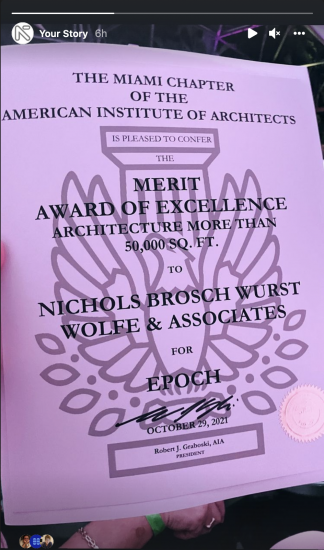 Your Story 6h
THE MIAMI CHAPTER
OF THE
AMERICAN INSTITUTE OF ARCHITECTS
IS PLEASED TO CONFER
THE
MERIT
AWARD OF EXCELLENCE
ARCHITECTURE MORE THAN
50,000 SQ. FT.
TO
NICHOLS BROSCH WURST
WOLFE & ASSOCIATES
FOR
EPOCH
OCTOBER 29, 2021
Robert J. Graboski, AIA
PRESIDENT